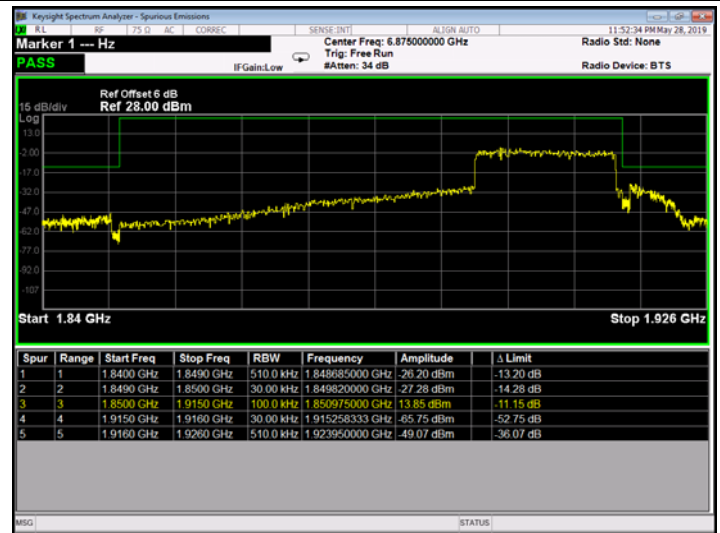 Keysight Spectrum Analyzer - Spurious Emissions
RL RF 75 Ω AC CORREC SENSE:INT ALIGN AUTO 11:52:34 PM May 28, 2019
Marker 1 --- Hz Center Freq: 6.875000000 GHz Radio Std: None
Trig: Free Run
PASS IFGain:Low #Atten: 34 dB Radio Device: BTS
Ref Offset 6 dB
15 dB/div Ref 28.00 dBm
Log
13.0
-2.00
-17.0
-32.0
-47.0
-62.0
-77.0
-92.0
-107
Start 1.84 GHz Stop 1.926 GHz
Spur Range Start Freq Stop Freq RBW Frequency Amplitude Δ Limit
1 1 1.8400 GHz 1.8490 GHz 510.0 kHz 1.848685000 GHz -26.20 dBm -13.20 dB
2 2 1.8490 GHz 1.8500 GHz 30.00 kHz 1.849820000 GHz -27.28 dBm -14.28 dB
3 3 1.8500 GHz 1.9150 GHz 100.0 kHz 1.850975000 GHz 13.85 dBm -11.15 dB
4 4 1.9150 GHz 1.9160 GHz 30.00 kHz 1.915258333 GHz -65.75 dBm -52.75 dB
5 5 1.9160 GHz 1.9260 GHz 510.0 kHz 1.923950000 GHz -49.07 dBm -36.07 dB
MSG STATUS